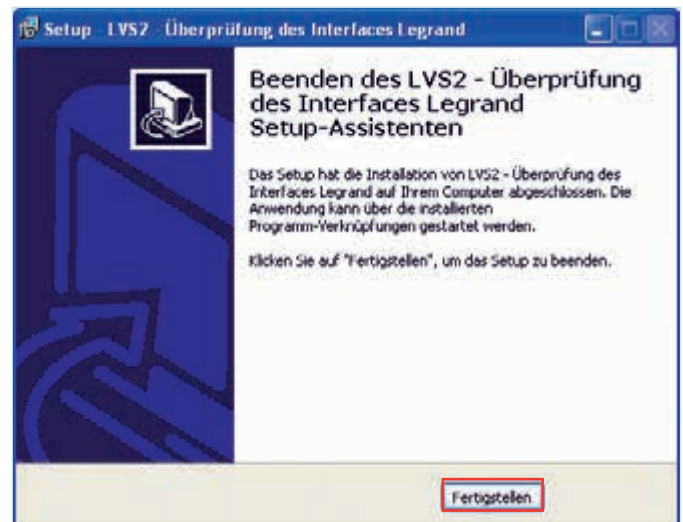 Setup - LVS2 - Überprüfung des Interfaces Legrand
Beenden des LVS2 - Überprüfung
des Interfaces Legrand
Setup-Assistenten
Das Setup hat die Installation von LVS2 - Überprüfung des
Interfaces Legrand auf Ihrem Computer abgeschlossen. Die
Anwendung kann über die installierten
Programm-Verknüpfungen gestartet werden.
Klicken Sie auf "Fertigstellen", um das Setup zu beenden.
Fertigstellen